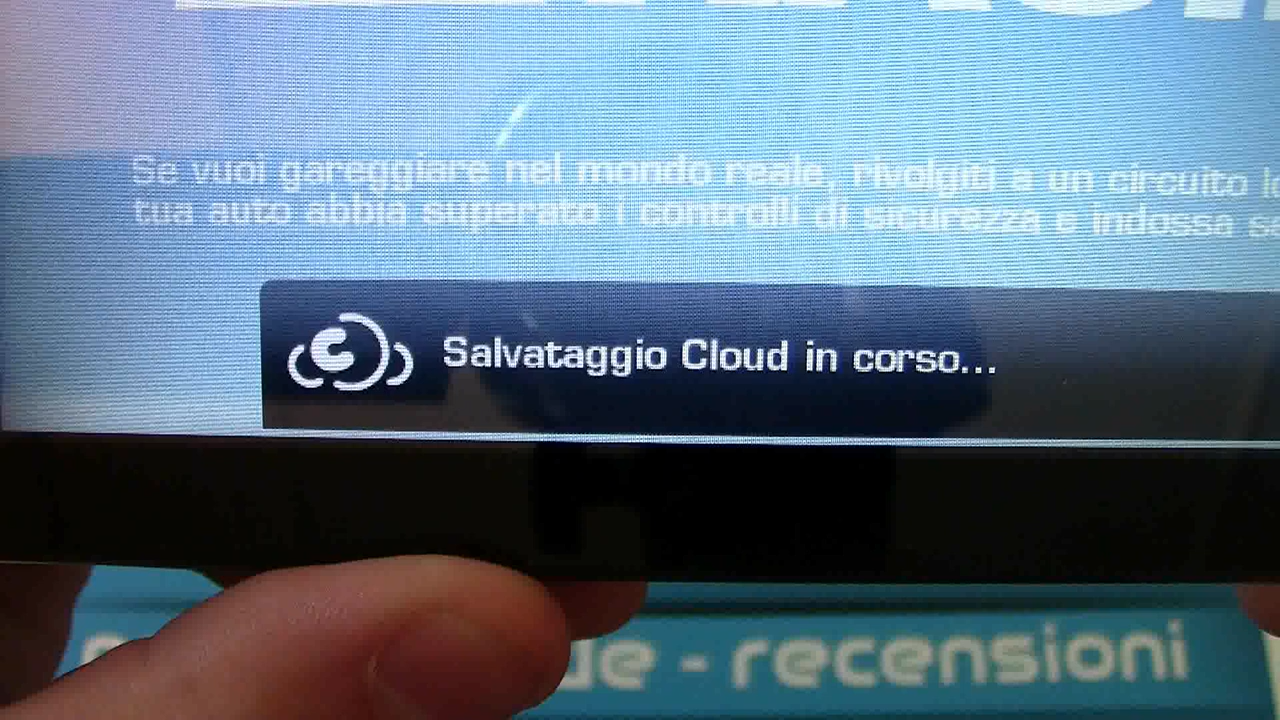 Se vuoi gareggiare nel mondo reale, rivolgiti a un circuito
tua auto abbia superato i controlli di sicurezza e indossa
Salvataggio Cloud in corso...
- recensioni